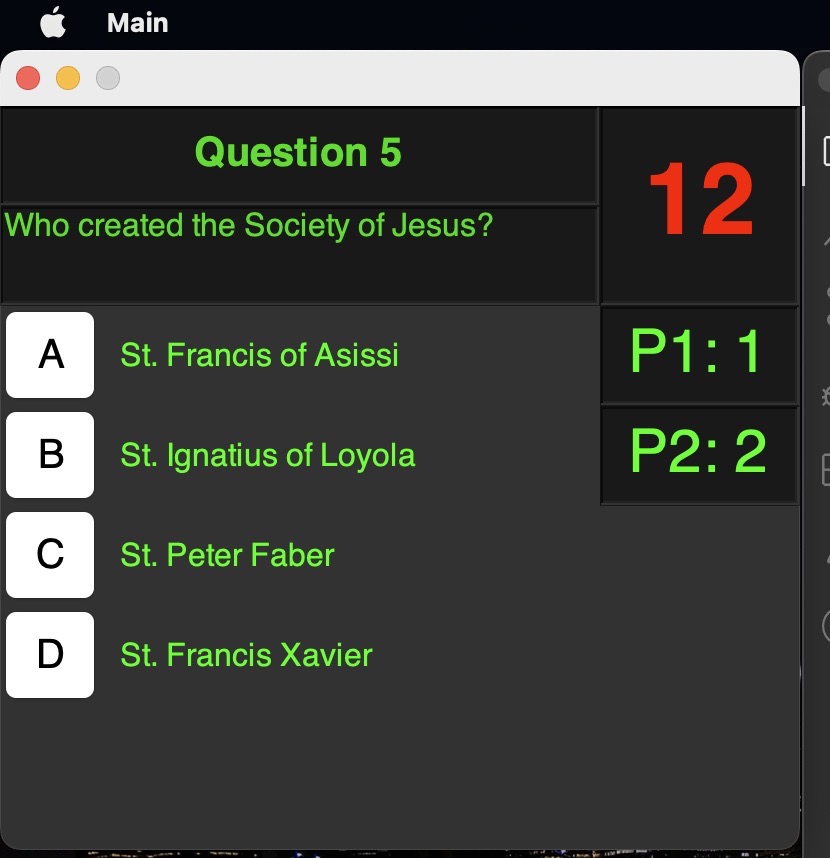 Main
Question 5
12
Who created the Society of Jesus?
A St. Francis of Asissi
P1: 1
B St. Ignatius of Loyola
P2: 2
C St. Peter Faber
D St. Francis Xavier